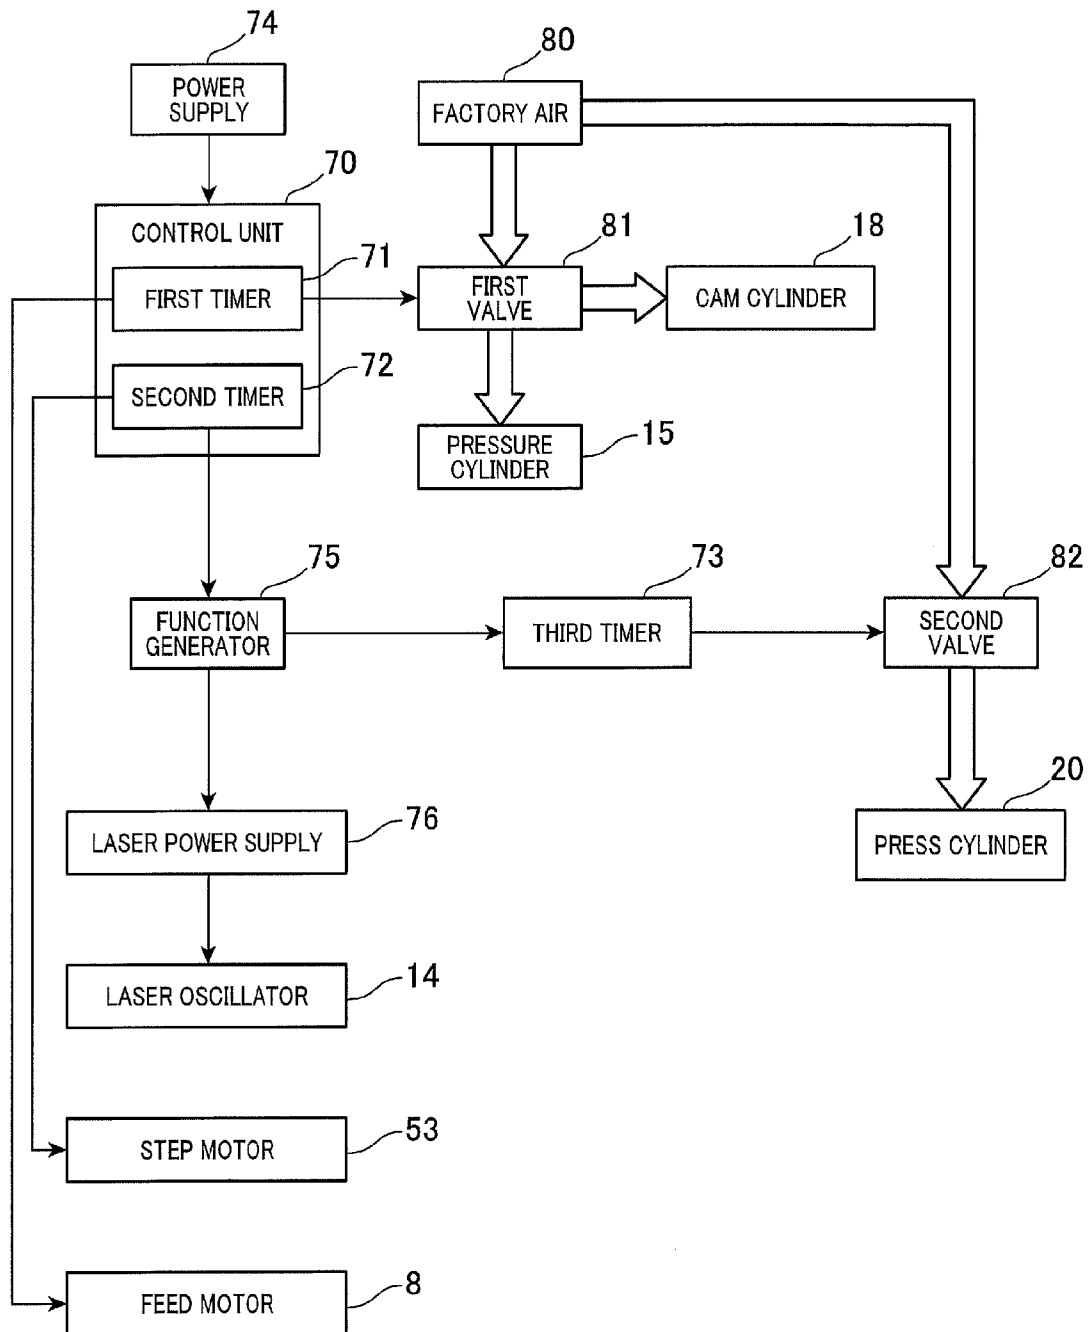 74
80
POWER
SUPPLY
FACTORY AIR
70
CONTROL UNIT
81
18
71
FIRST TIMER
FIRST
VALVE
CAM CYLINDER
72
SECOND TIMER
15
PRESSURE
CYLINDER
75
73
82
FUNCTION
GENERATOR
THIRD TIMER
SECOND
VALVE
20
76
LASER POWER SUPPLY
PRESS CYLINDER
14
LASER OSCILLATOR
53
STEP MOTOR
8
FEED MOTOR